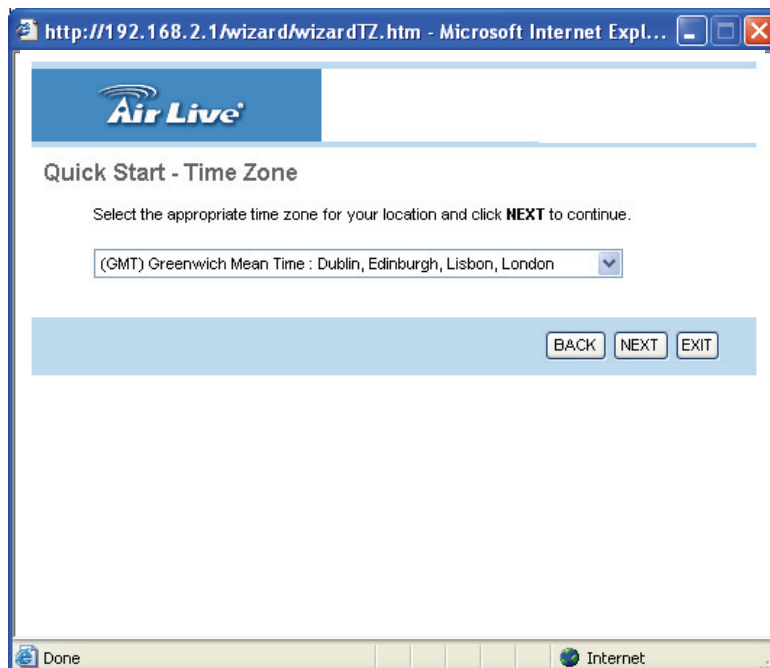 http://192.168.2.1/wizard/wizardTZ.htm - Microsoft Internet Expl...
Air Live
Quick Start - Time Zone
Select the appropriate time zone for your location and click NEXT to continue.
(GMT) Greenwich Mean Time : Dublin, Edinburgh, Lisbon, London
BACK NEXT EXIT
Done Internet